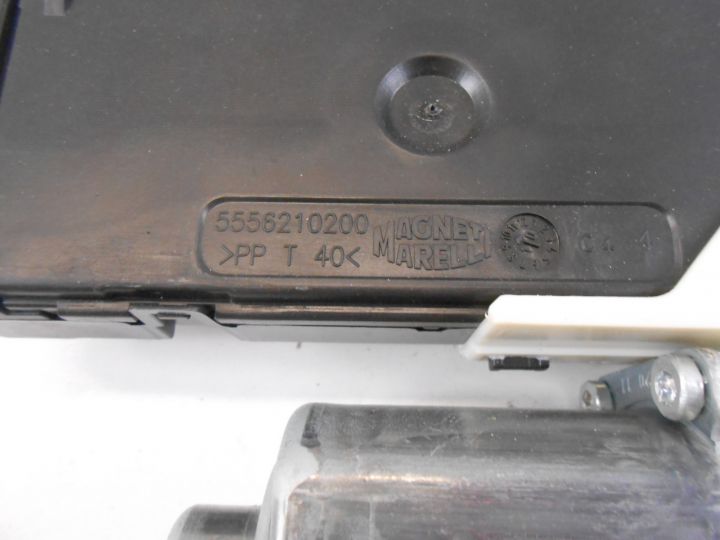 5556210200
>PP T 40<
MAGNETI
MARELLI